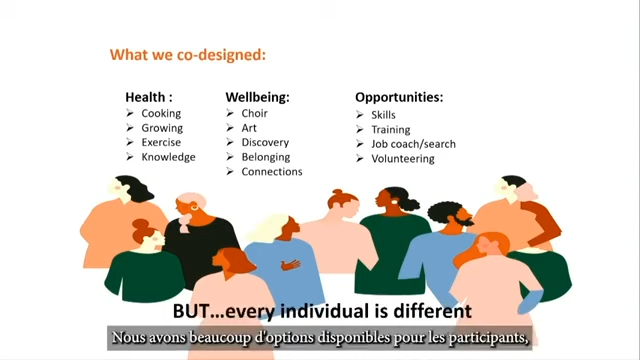 What we co-designed:
Health :
➢ Cooking
➢ Growing
➢ Exercise
➢ Knowledge
Wellbeing:
➢ Choir
➢ Art
➢ Discovery
➢ Belonging
➢ Connections
Opportunities:
➢ Skills
➢ Training
➢ Job coach/search
➢ Volunteering
BUT...every individual is different
Nous avons beaucoup d'options disponibles pour les participants,